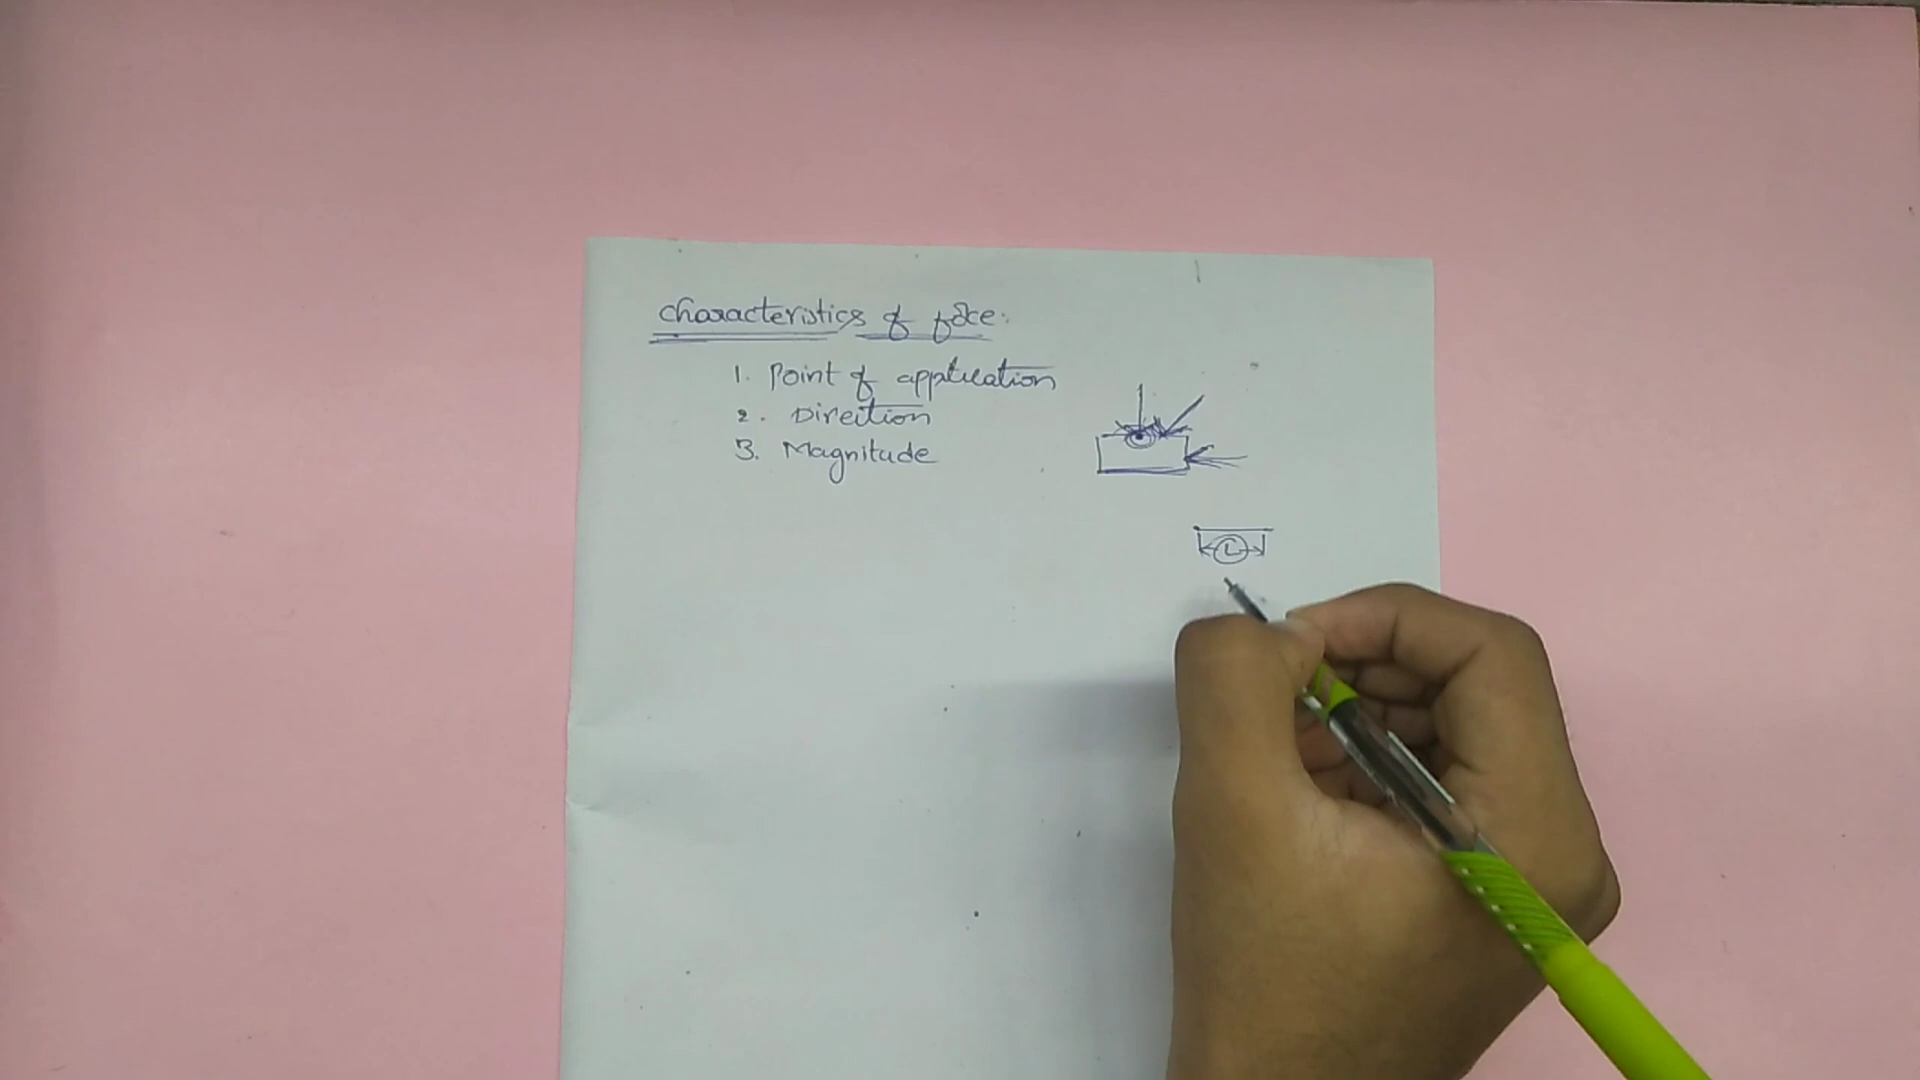 Characteristics of force:
1. Point of application
2. Direction
3. Magnitude
L